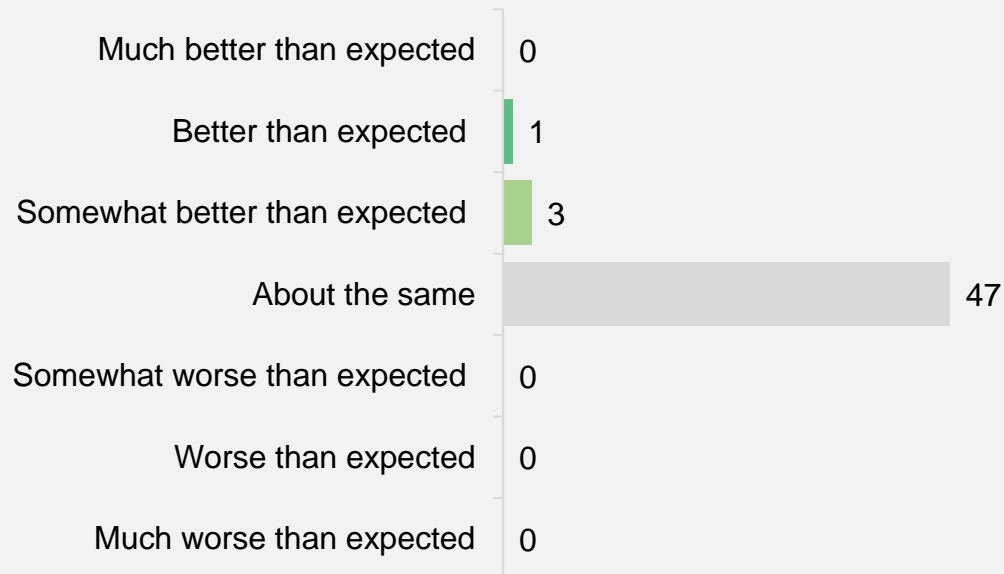 Much better than expected 0
Better than expected 1
Somewhat better than expected 3
About the same 47
Somewhat worse than expected 0
Worse than expected 0
Much worse than expected 0